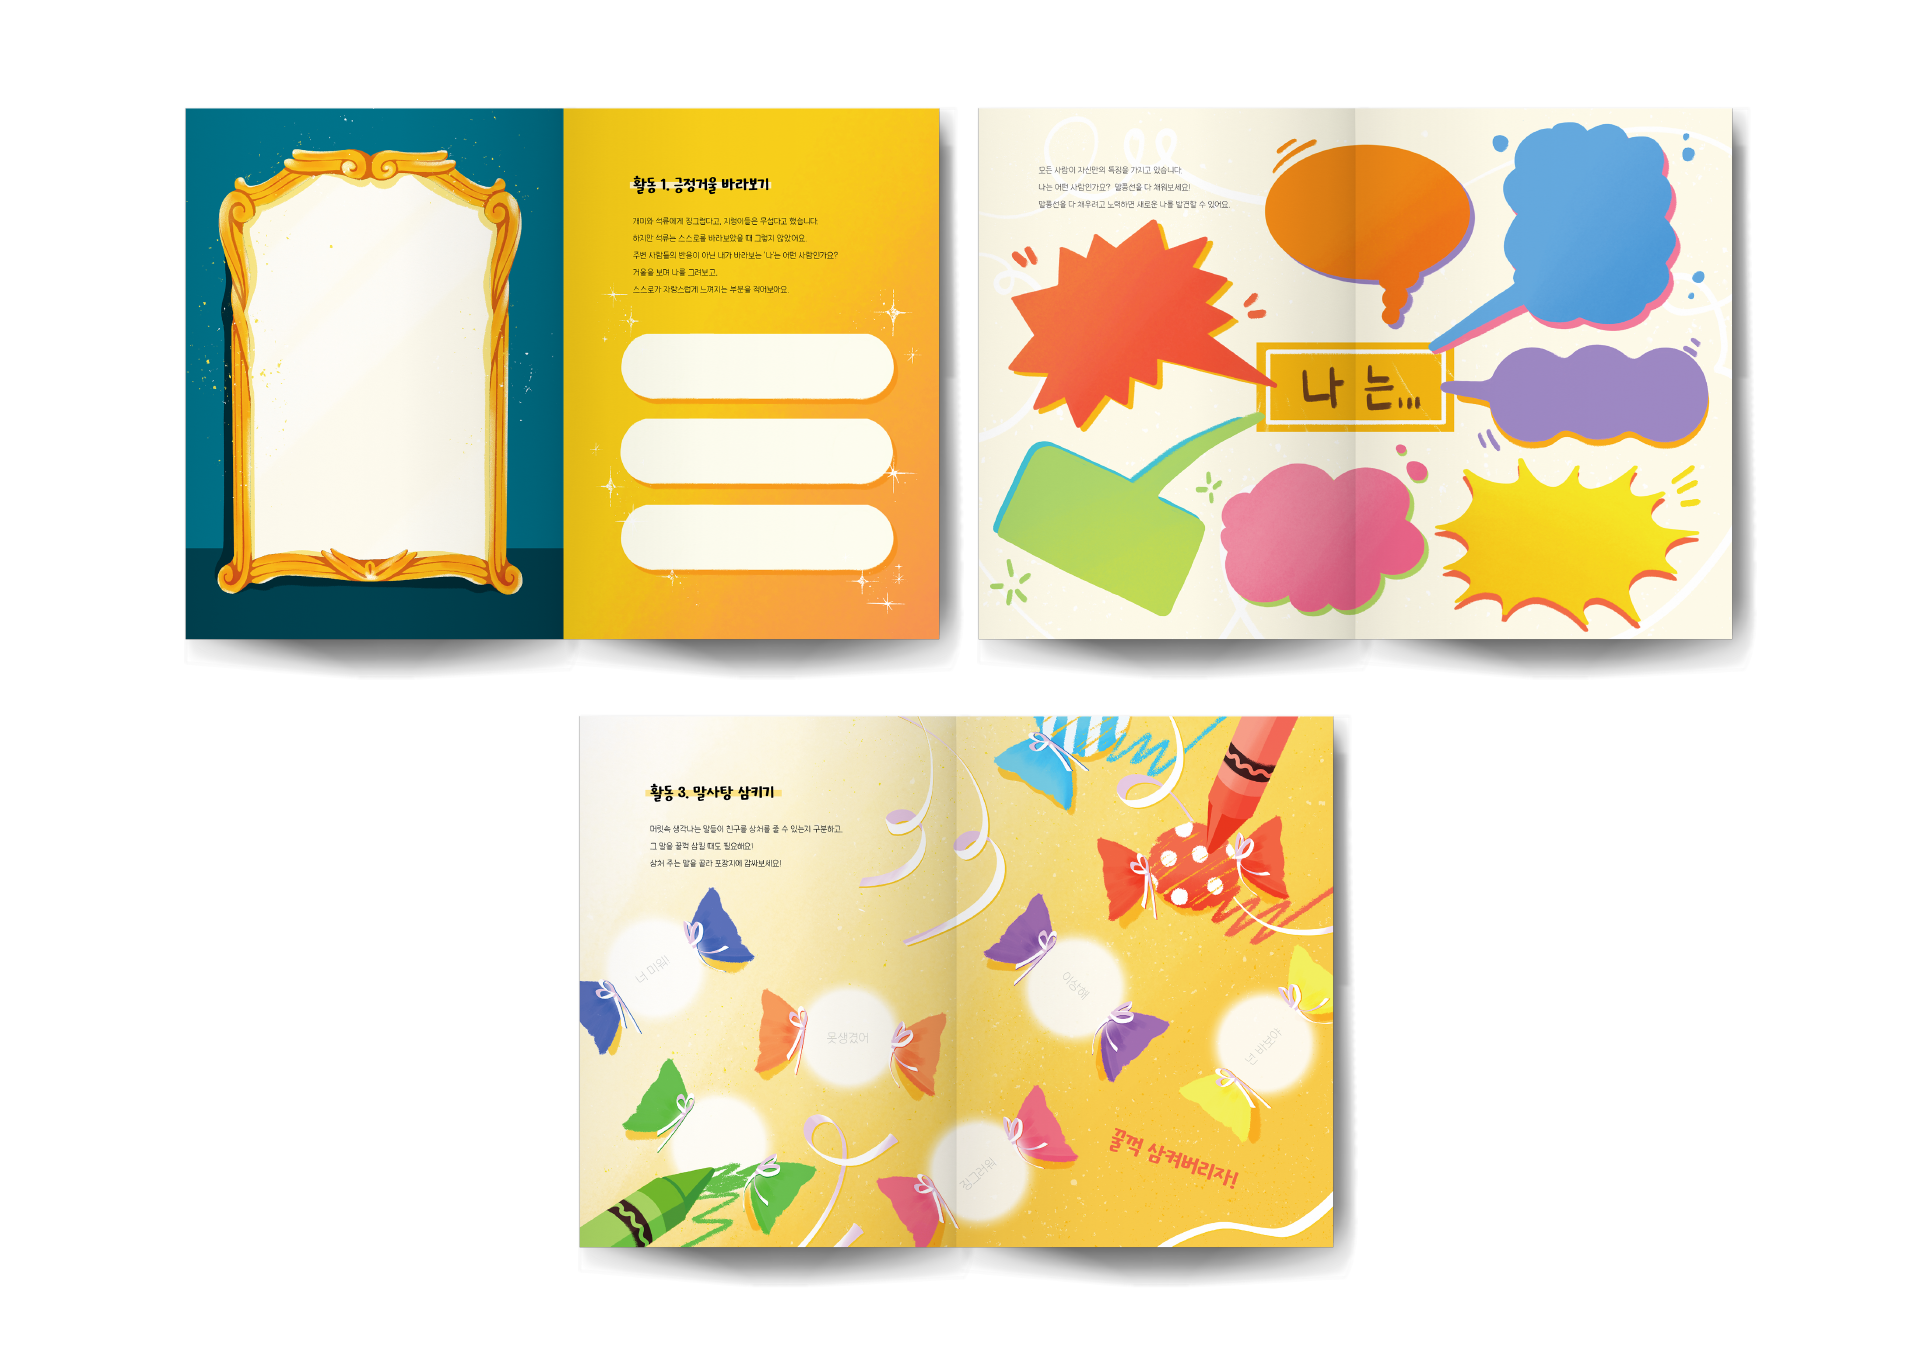 활동 1. 긍정거울 바라보기
개미와 석류에게 징그럽다고, 지렁이들은 무섭다고 했습니다.
하지만 석류는 스스로를 바라보았을 때 그렇지 않았어요.
주변 사람들의 반응이 아닌 내가 바라보는 '나'는 어떤 사람인가요?
거울을 보며 나를 그려보고,
스스로가 자랑스럽게 느껴지는 부분을 적어보아요.
모든 사람이 자신만의 특징을 가지고 있습니다.
나는 어떤 사람인가요? 말풍선을 다 채워보세요!
말풍선을 다 채우려고 노력하면 새로운 나를 발견할 수 있어요.
나 는...
활동 3. 말사탕 삼키기
머릿속 생각나는 말들이 친구를 상처를 줄 수 있는지 구분하고,
그 말을 꿀꺽 삼킬 때도 필요해요!
상처 주는 말을 골라 포장지에 감싸보세요!
너 미워!
못생겼어
이상해
넌 바보야
징그러워
꿀꺽 삼켜버리자!